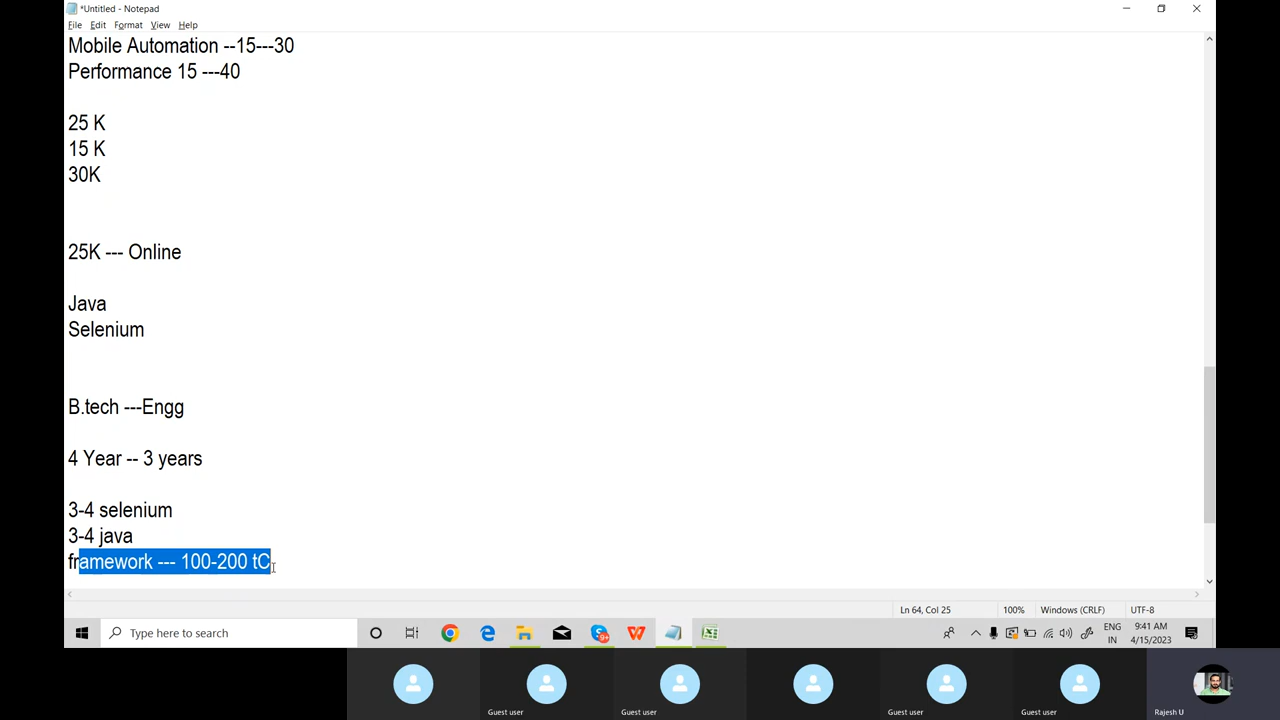 *Untitled - Notepad
File Edit Format View Help
Mobile Automation --15---30
Performance 15 ---40
25 K
15 K
30K
25K --- Online
Java
Selenium
B.tech ---Engg
4 Year -- 3 years
3-4 selenium
3-4 java
framework --- 100-200 tC
Ln 64, Col 25
100%
Windows (CRLF)
UTF-8
Type here to search
9+
ENG
IN
9:41 AM
4/15/2023
Guest user
Guest user
Guest user
Guest user
Rajesh U